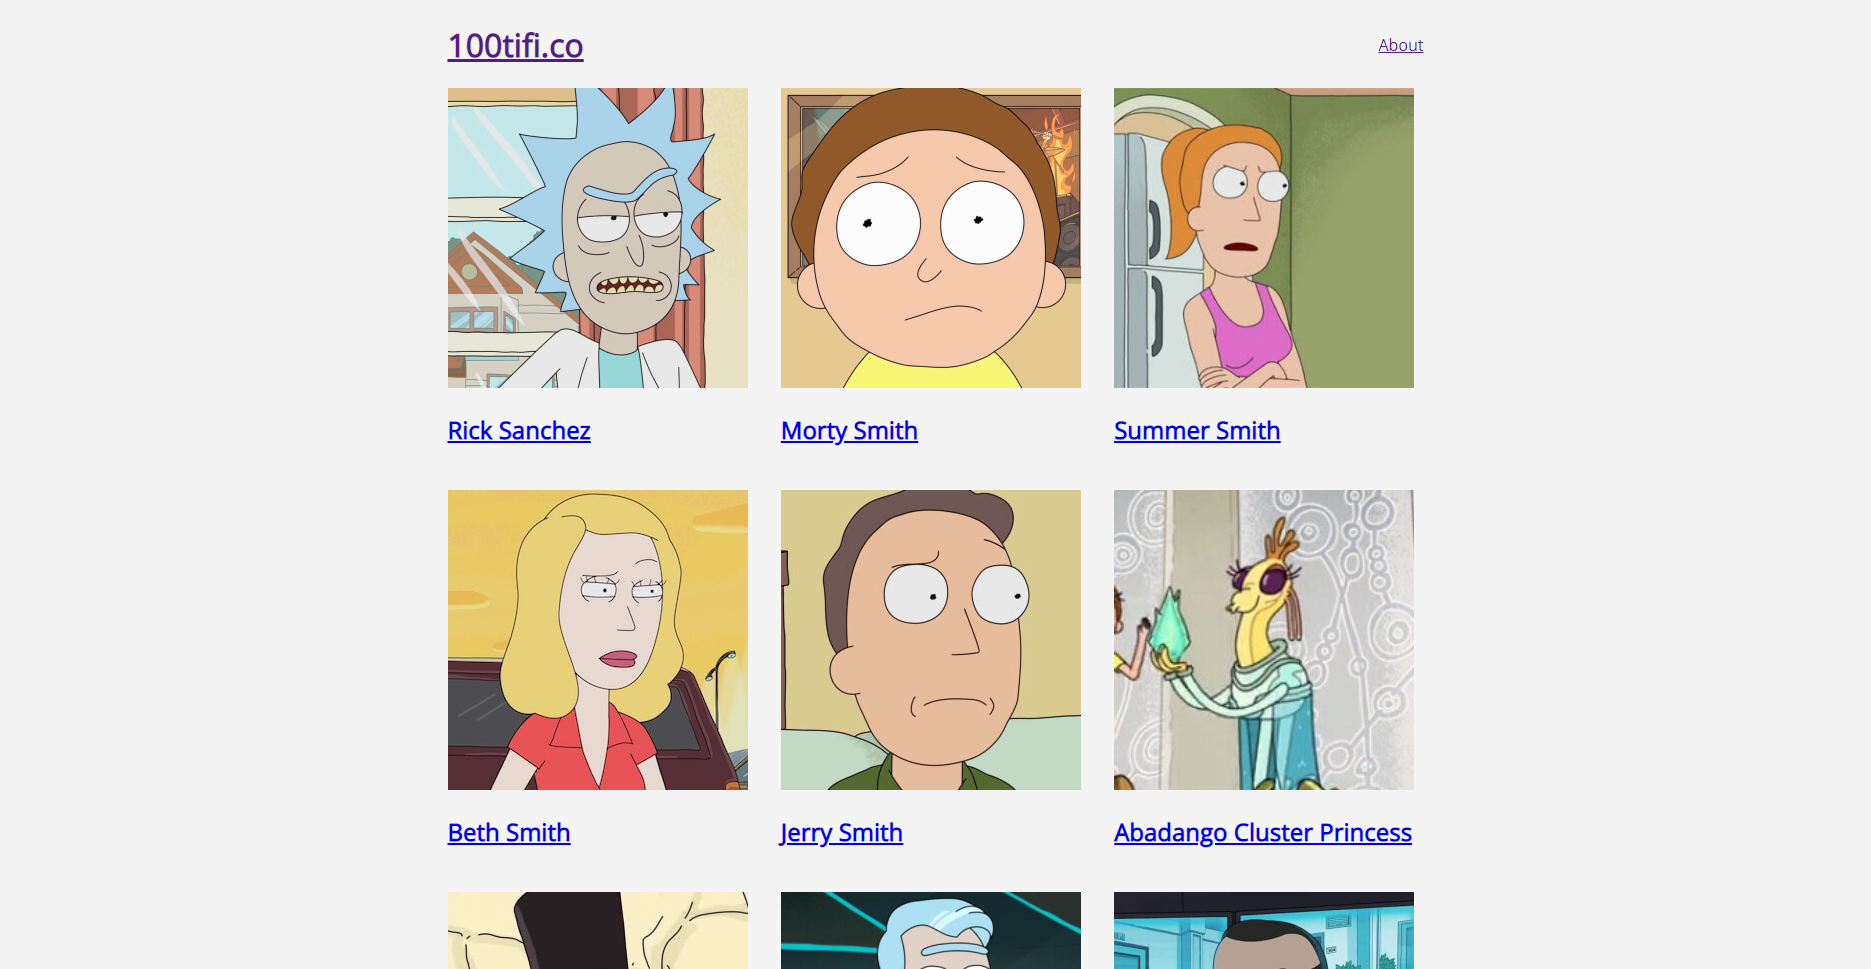 100tifi.co
About
Rick Sanchez
Morty Smith
Summer Smith
Beth Smith
Jerry Smith
Abadango Cluster Princess